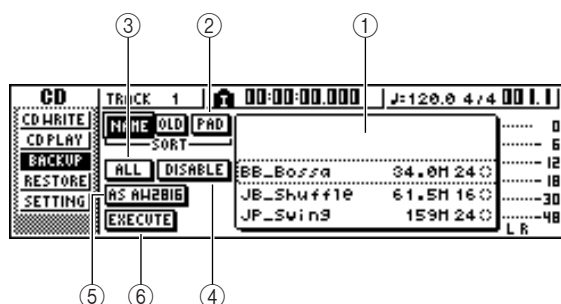 ③ ② ①
CD TRACK 1 00:00:00.000 ♩=120.0 4/4 001.1
CD WRITE NAME OLD PAD 0
CD PLAY SORT 6
BACKUP ALL DISABLE BB_Bossa 34.0M 24 12
RESTORE JB_Shuffle 61.5M 16 18
SETTING AS AW2816 30
EXECUTE JP_Swing 159M 24 48
L R
⑤ ⑥ ④